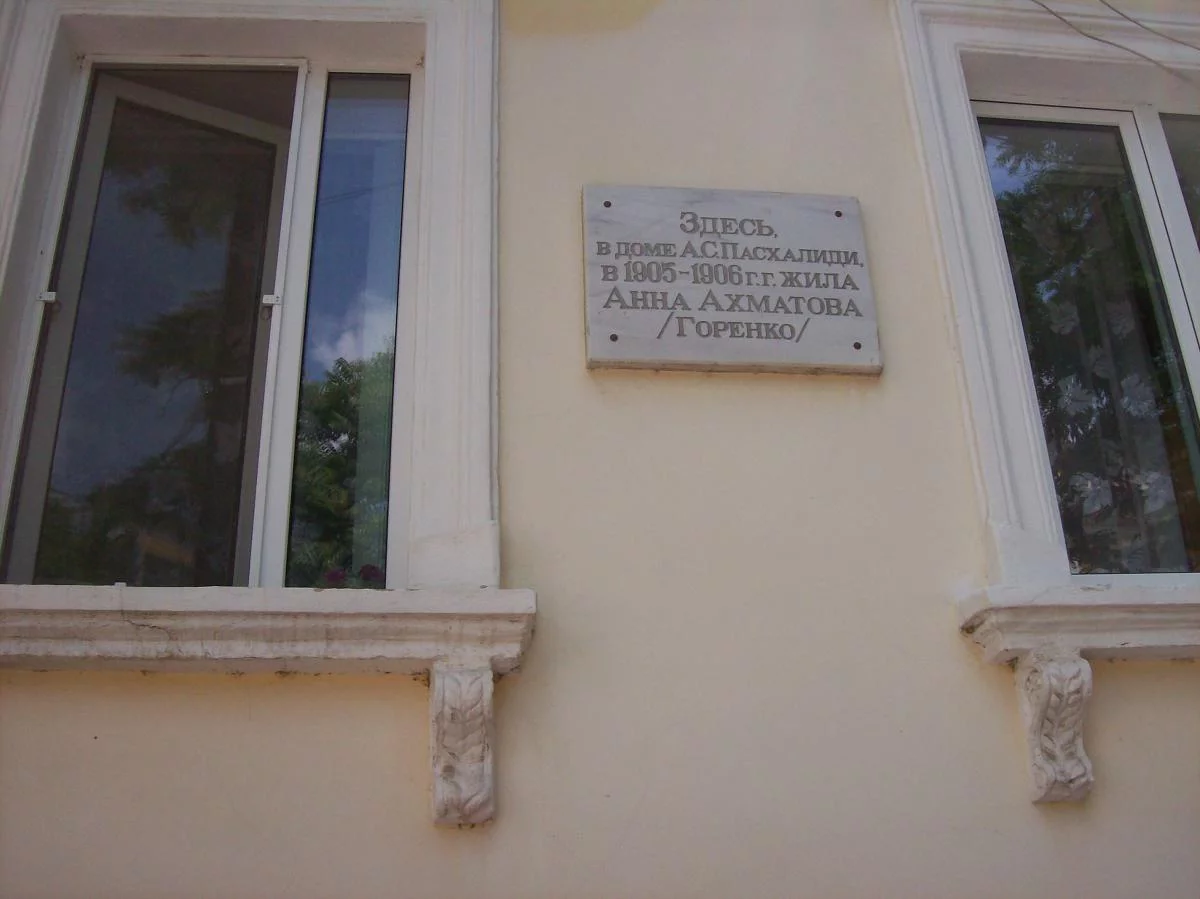 Здесь,
в доме А.С.Пасхалиди,
в 1905-1906 г.г. жила
Анна Ахматова
/Горенко/